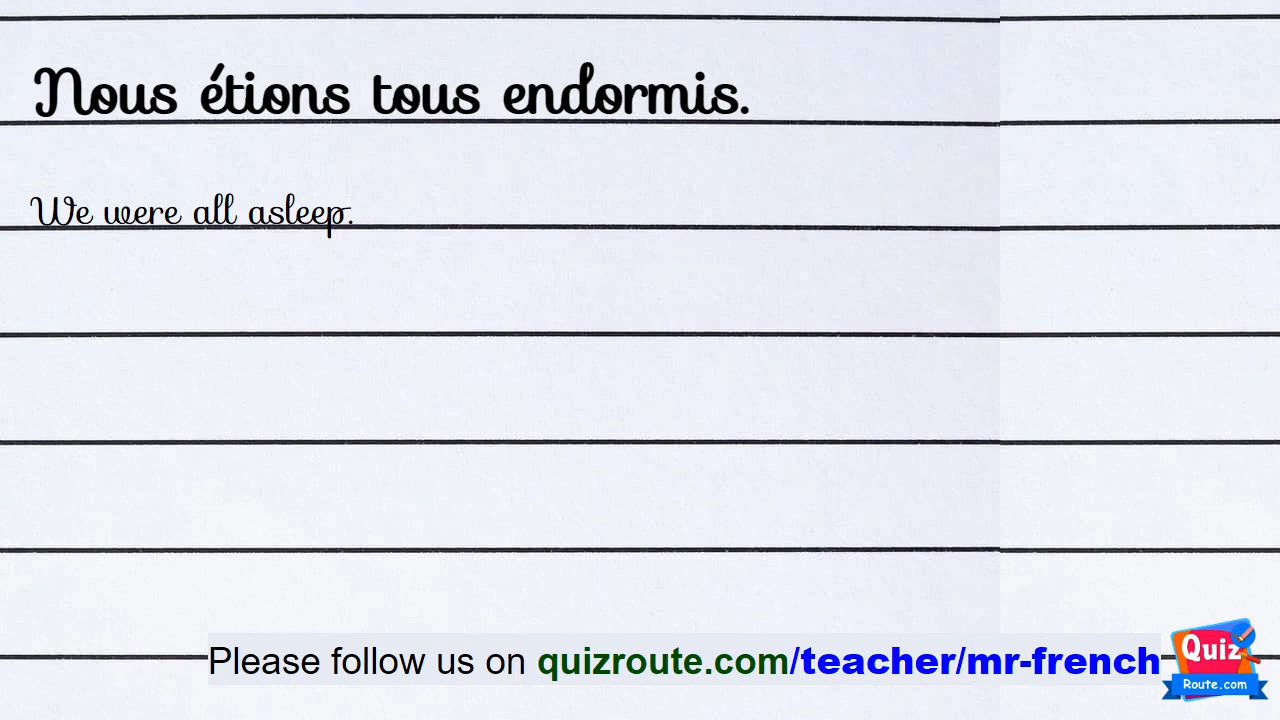 Nous étions tous endormis.
We were all asleep.
Please follow us on quizroute.com/teacher/mr-french
Quiz
Route.com